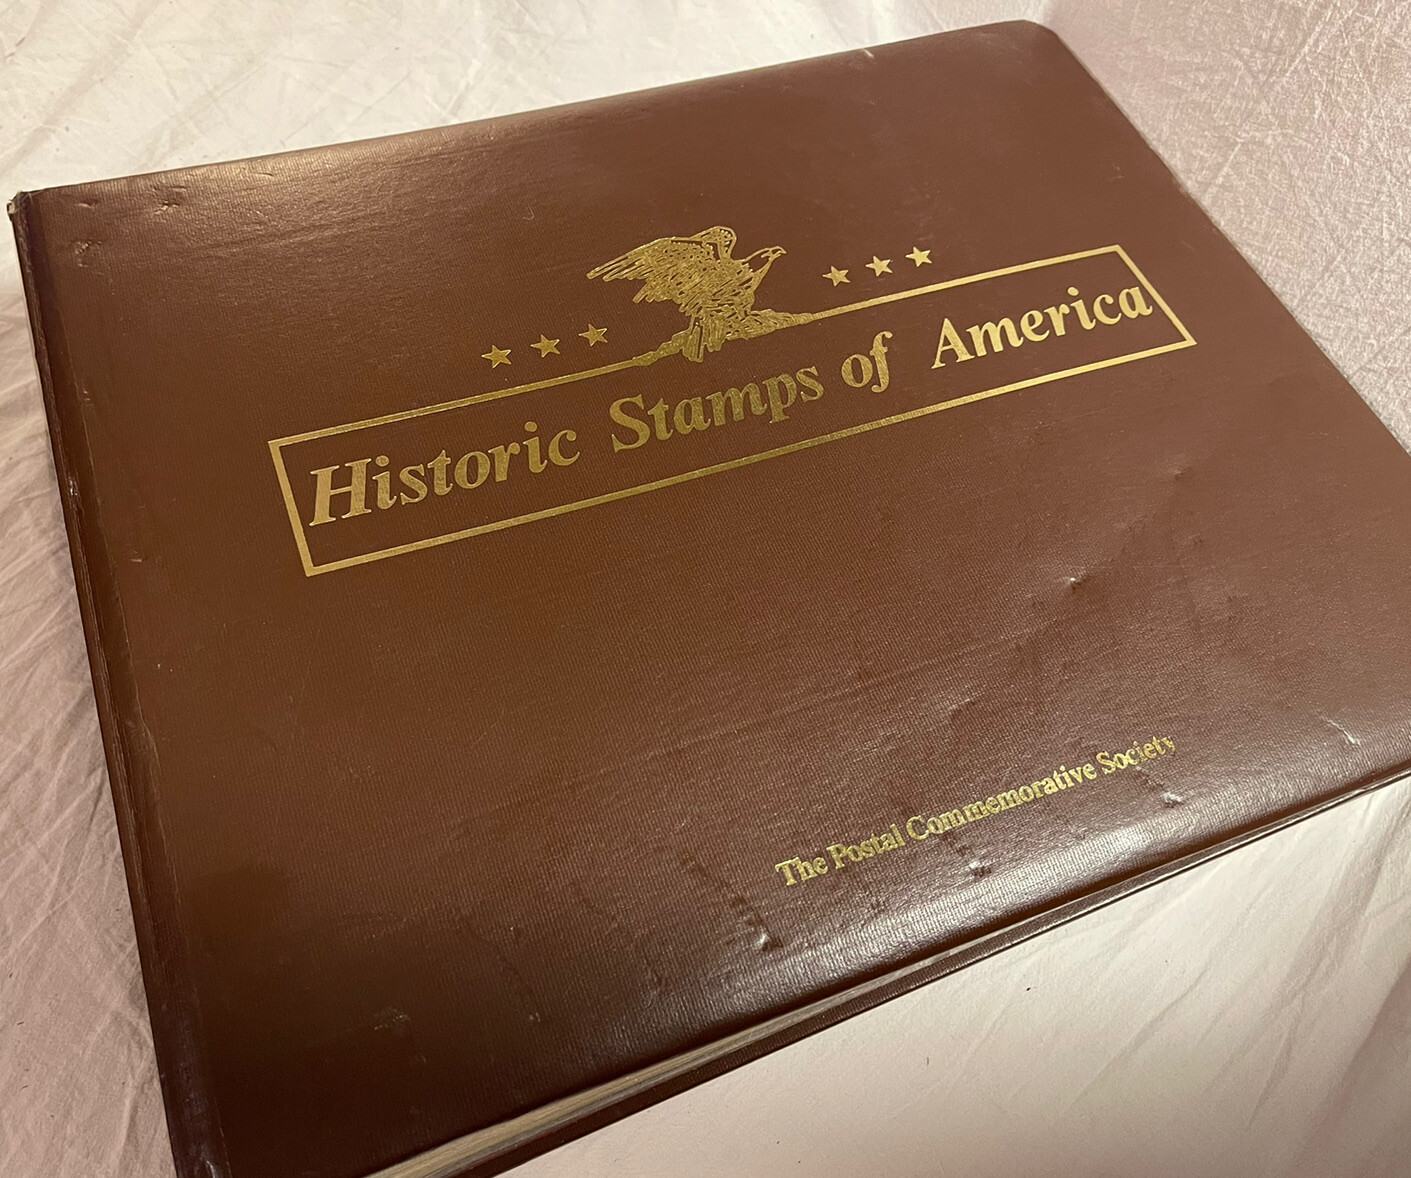 Historic Stamps of America
The Postal Commemorative Society